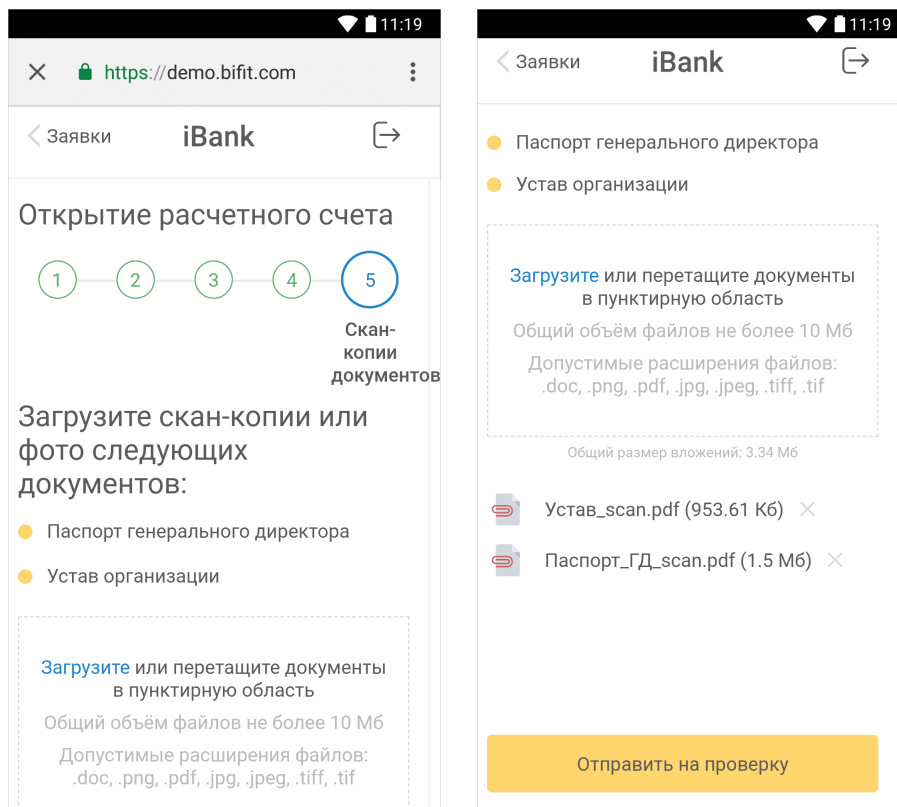 11:19
https://demo.bifit.com
Заявки
iBank
Открытие расчетного счета
1
2
3
4
5
Скан-
копии
документов
Загрузите скан-копии или
фото следующих
документов:
Паспорт генерального директора
Устав организации
Загрузите или перетащите документы
в пунктирную область
Общий объём файлов не более 10 Мб
Допустимые расширения файлов:
.doc, .png, .pdf, .jpg, .jpeg, .tiff, .tif
11:19
Заявки
iBank
Паспорт генерального директора
Устав организации
Загрузите или перетащите документы
в пунктирную область
Общий объём файлов не более 10 Мб
Допустимые расширения файлов:
.doc, .png, .pdf, .jpg, .jpeg, .tiff, .tif
Общий размер вложений: 3.34 Мб
Устав_scan.pdf (953.61 Кб)
Паспорт_ГД_scan.pdf (1.5 Мб)
Отправить на проверку